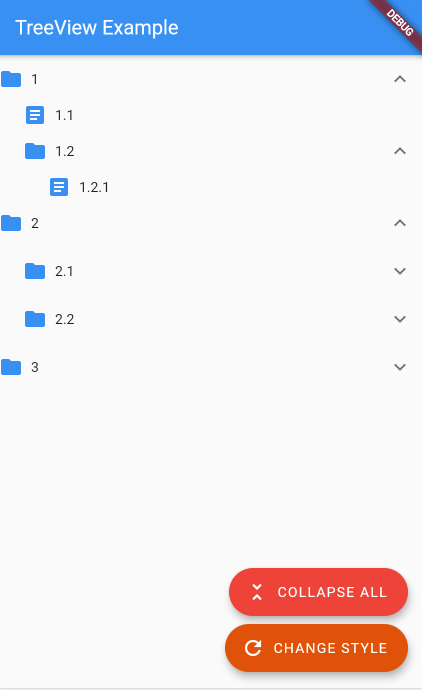 TreeView Example
DEBUG
1
1.1
1.2
1.2.1
2
2.1
2.2
3
COLLAPSE ALL
CHANGE STYLE